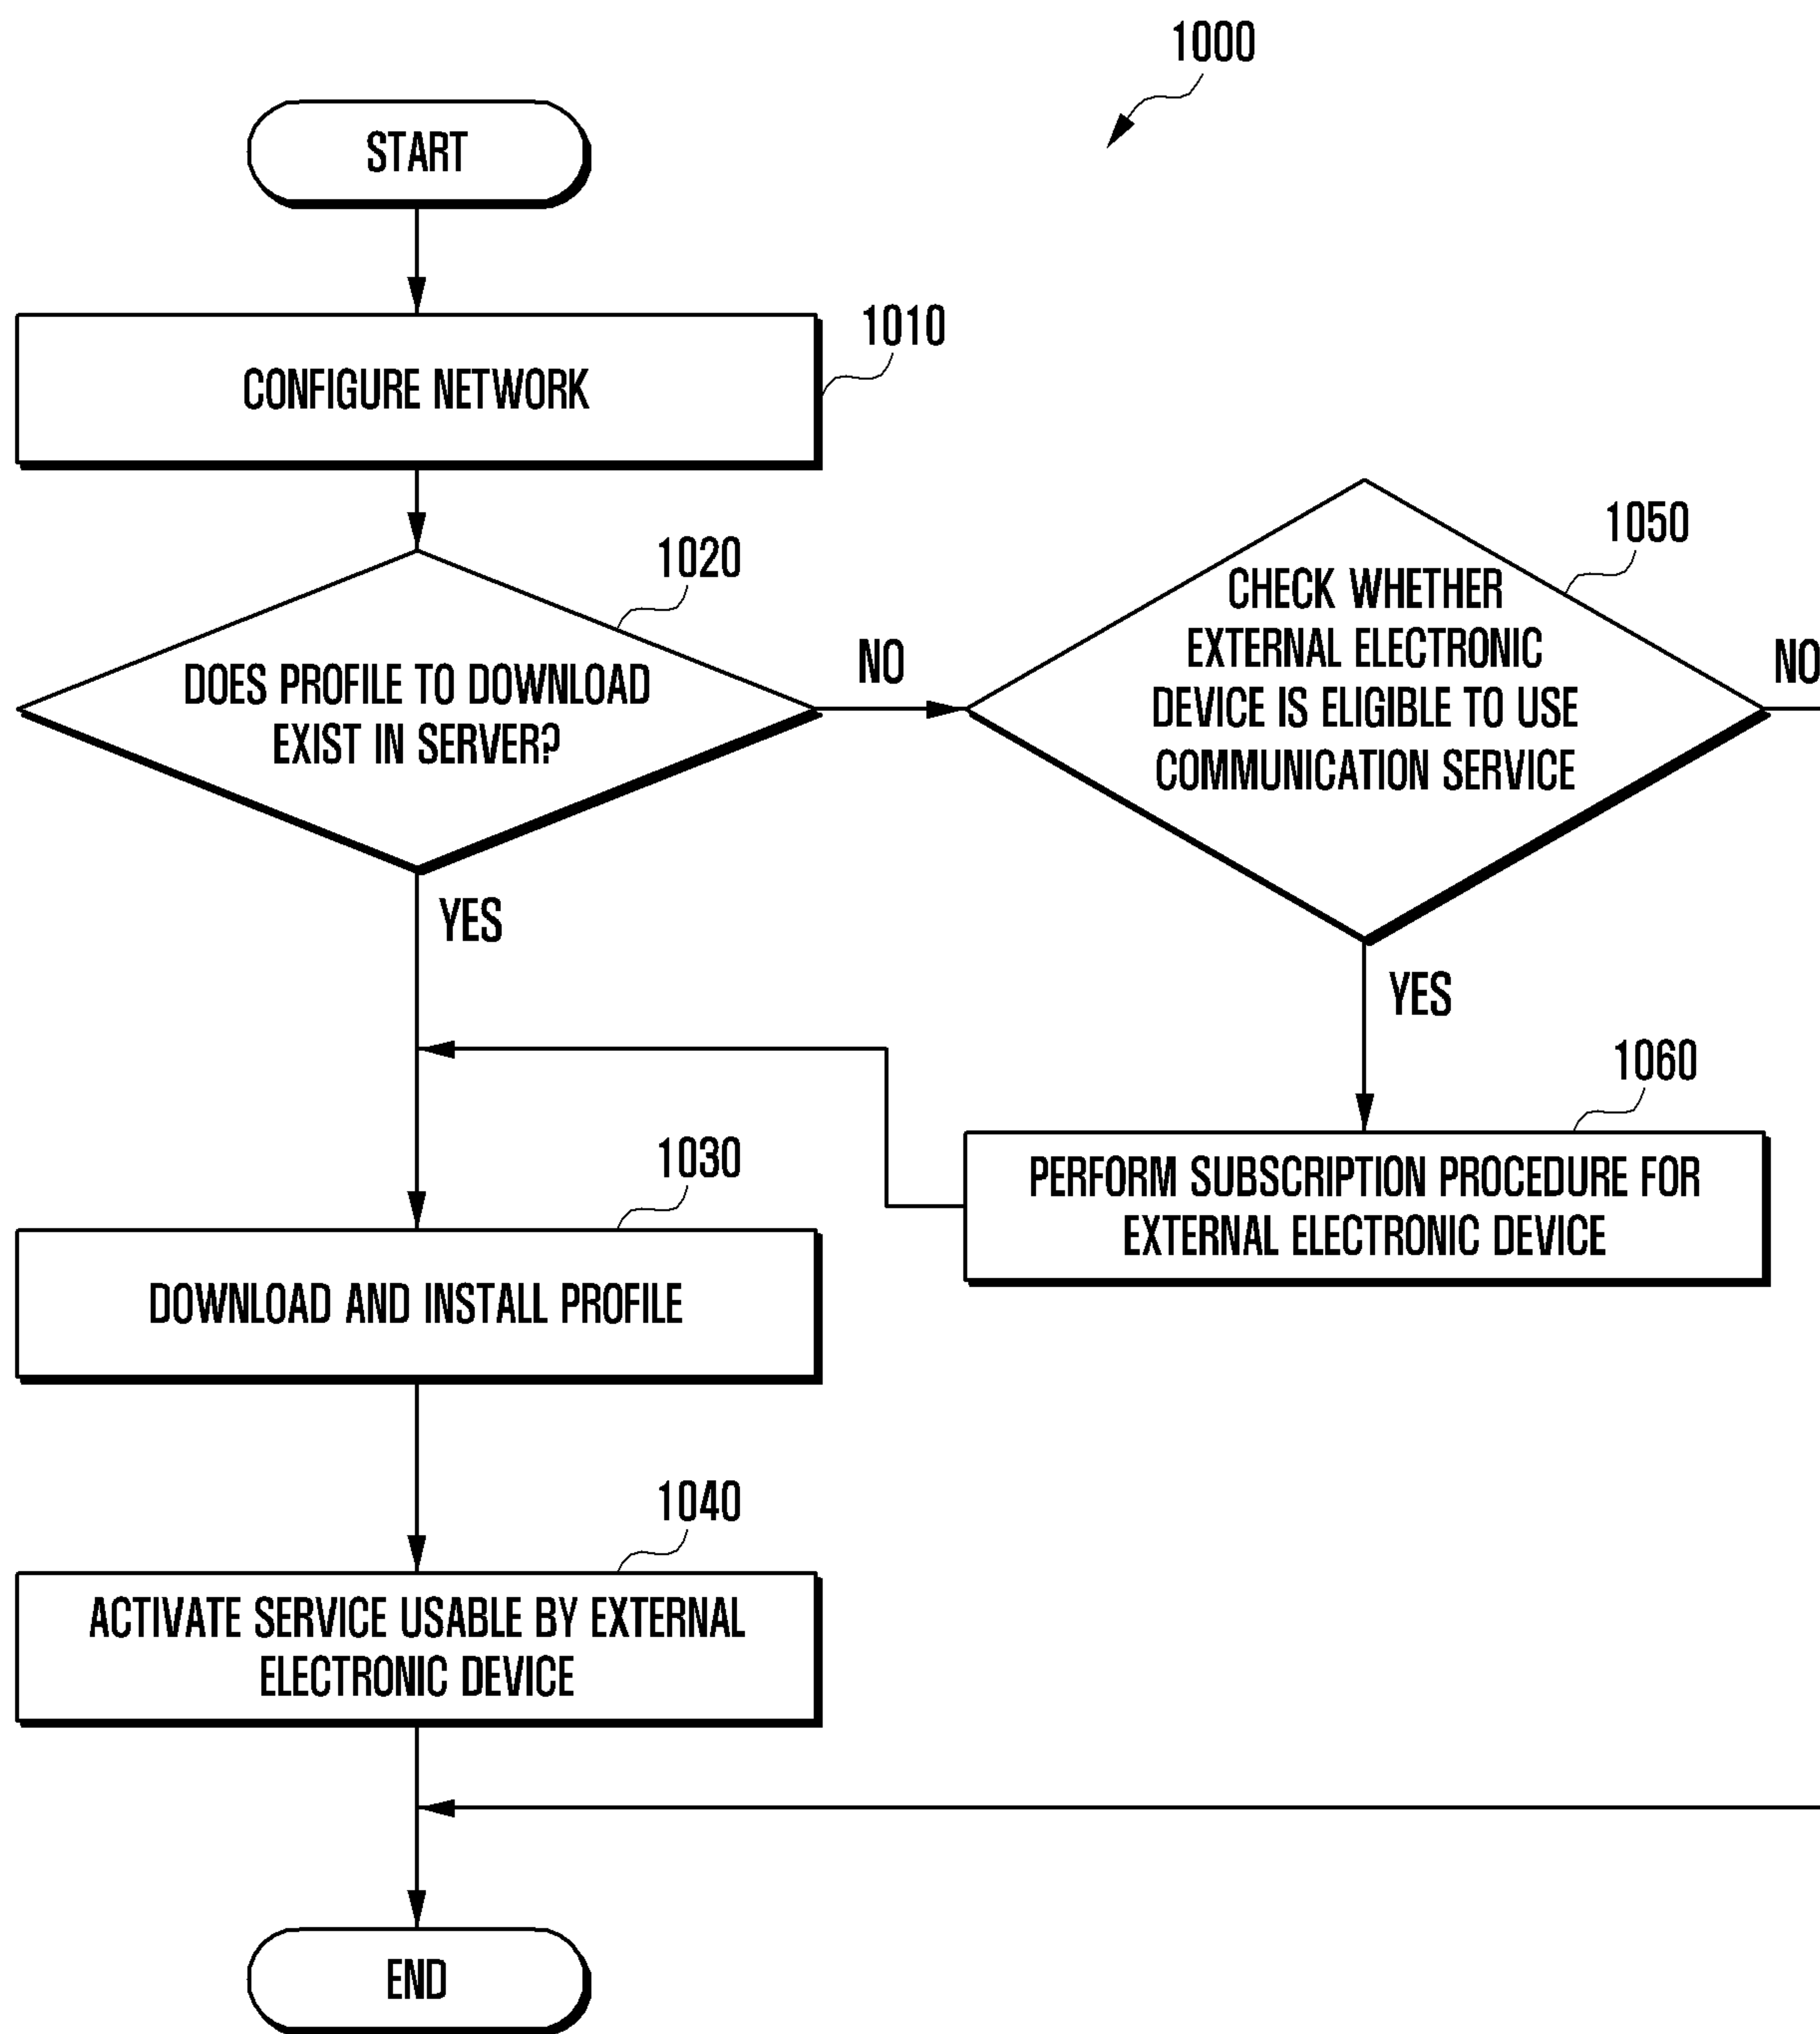 1000
START
1010
CONFIGURE NETWORK
1020
DOES PROFILE TO DOWNLOAD
EXIST IN SERVER?
NO
YES
1050
CHECK WHETHER
EXTERNAL ELECTRONIC
DEVICE IS ELIGIBLE TO USE
COMMUNICATION SERVICE
NO
YES
1060
PERFORM SUBSCRIPTION PROCEDURE FOR
EXTERNAL ELECTRONIC DEVICE
1030
DOWNLOAD AND INSTALL PROFILE
1040
ACTIVATE SERVICE USABLE BY EXTERNAL
ELECTRONIC DEVICE
END